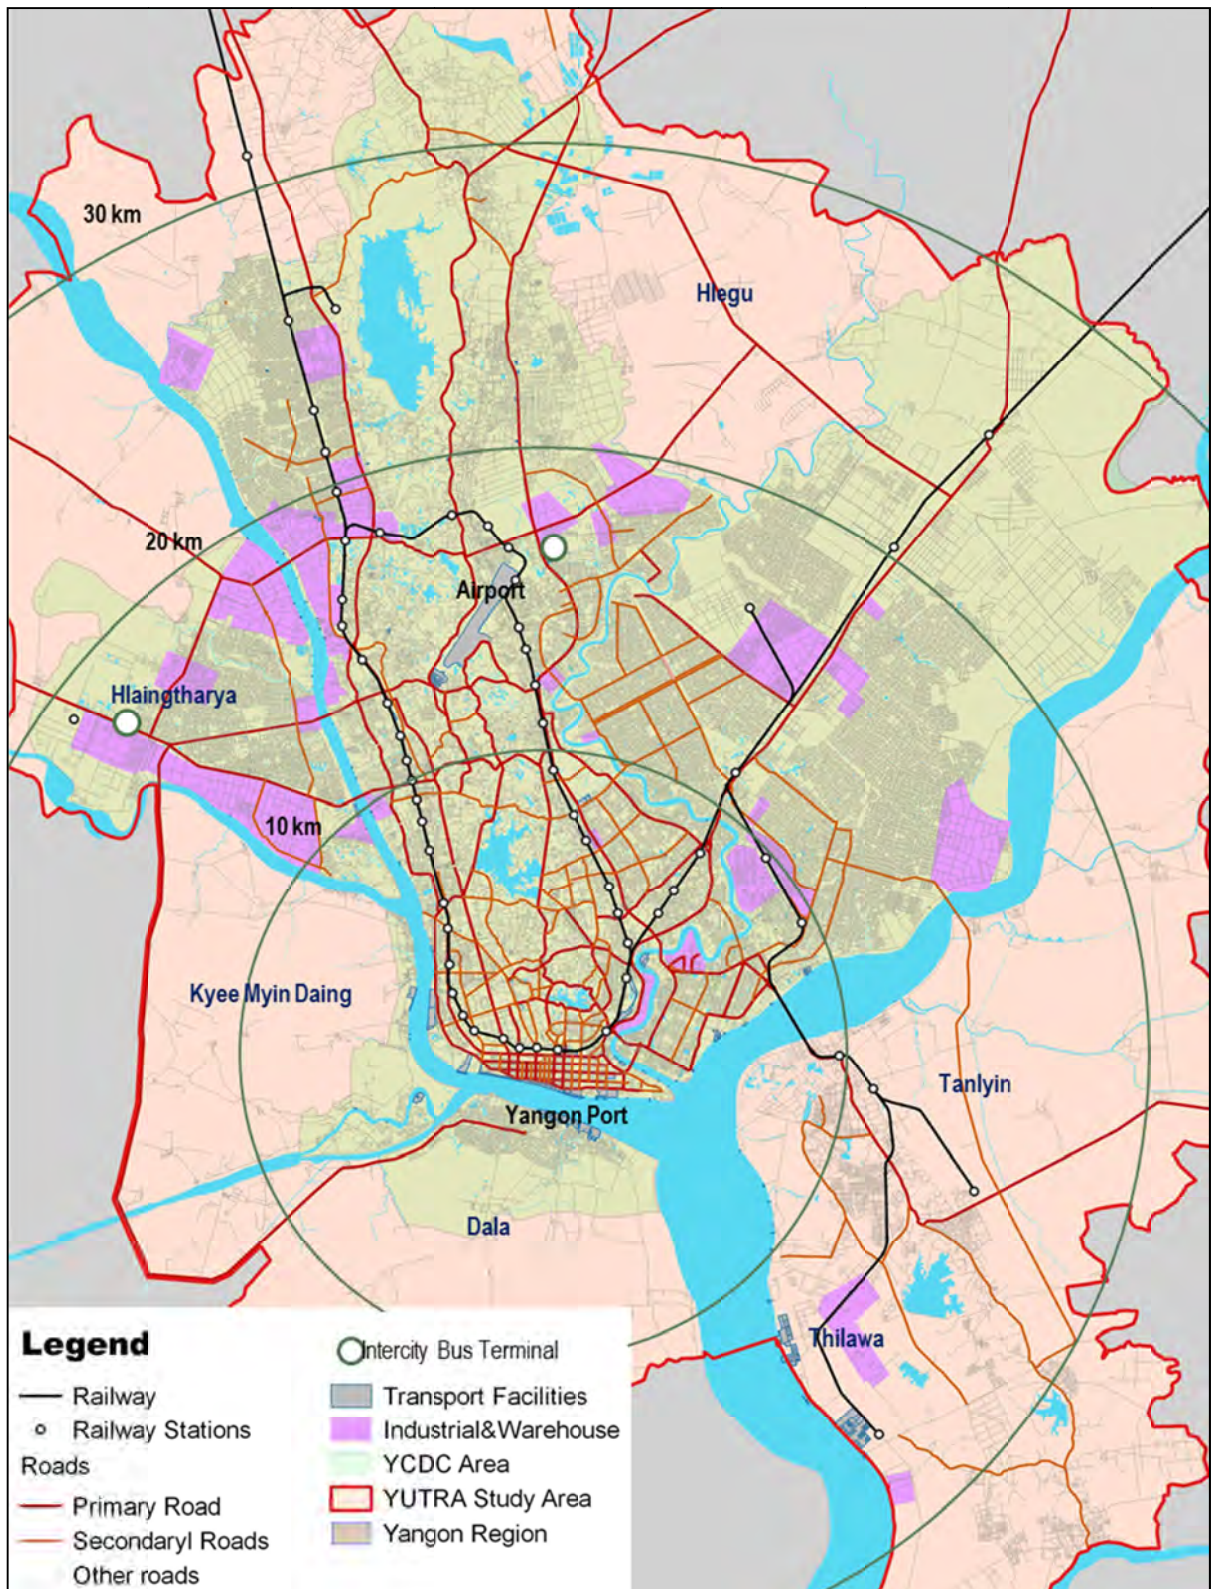 30 km
Hlegu
20 km
Airport
Hlaingtharya
10 km
Kyee Myin Daing
Tanlyin
Yangon Port
Dala
Thilawa
Legend
Railway
Railway Stations
Roads
Primary Road
Secondaryl Roads
Other roads
Intercity Bus Terminal
Transport Facilities
Industrial&Warehouse
YCDC Area
YUTRA Study Area
Yangon Region